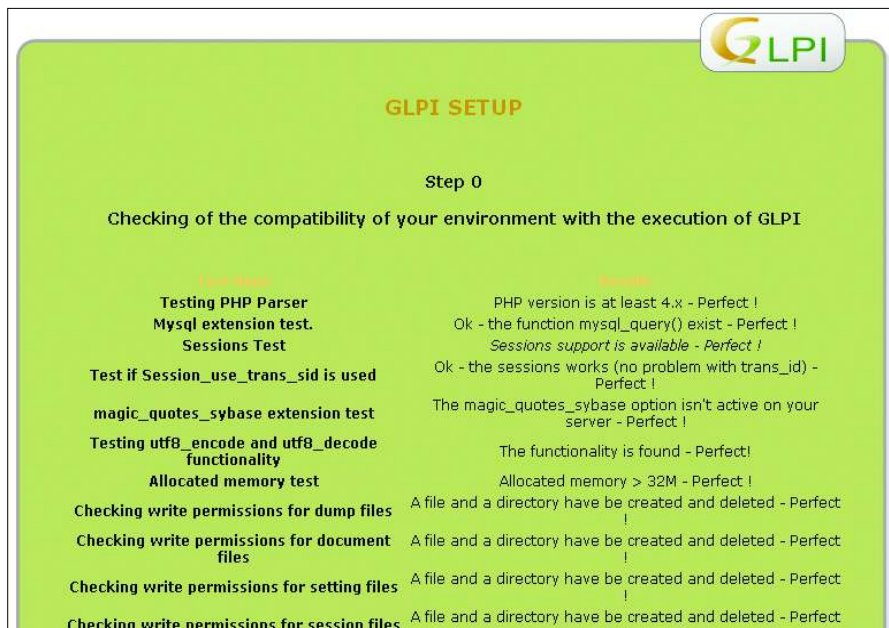 GLPI
GLPI SETUP
Step 0
Checking of the compatibility of your environment with the execution of GLPI
Testing PHP Parser PHP version is at least 4.x - Perfect !
Mysql extension test. Ok - the function mysql_query() exist - Perfect !
Sessions Test Sessions support is available - Perfect !
Test if Session_use_trans_sid is used Ok - the sessions works (no problem with trans_id) -
Perfect !
magic_quotes_sybase extension test The magic_quotes_sybase option isn't active on your
server - Perfect !
Testing utf8_encode and utf8_decode
functionality The functionality is found - Perfect!
Allocated memory test Allocated memory > 32M - Perfect !
Checking write permissions for dump files A file and a directory have be created and deleted - Perfect
!
Checking write permissions for document
files A file and a directory have be created and deleted - Perfect
!
Checking write permissions for setting files A file and a directory have be created and deleted - Perfect
!
Checking write permissions for session files A file and a directory have be created and deleted - Perfect